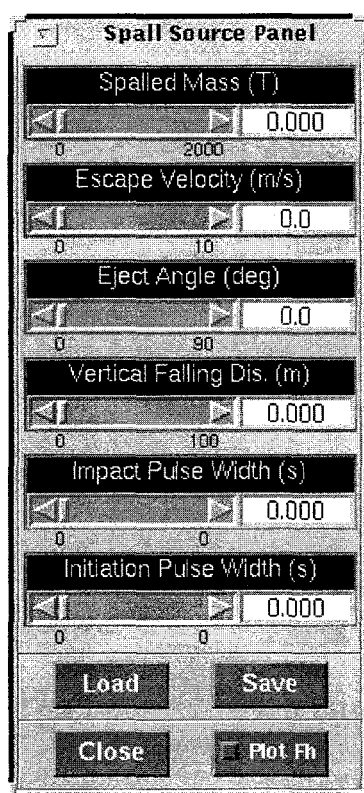 Spall Source Panel
Spalled Mass (T)
0.000
0 2000
Escape Velocity (m/s)
0.0
0 10
Eject Angle (deg)
0.0
0 90
Vertical Falling Dis. (m)
0.000
0 100
Impact Pulse Width (s)
0.000
0 0
Initiation Pulse Width (s)
0.000
0 0
Load Save
Close Plot Fh